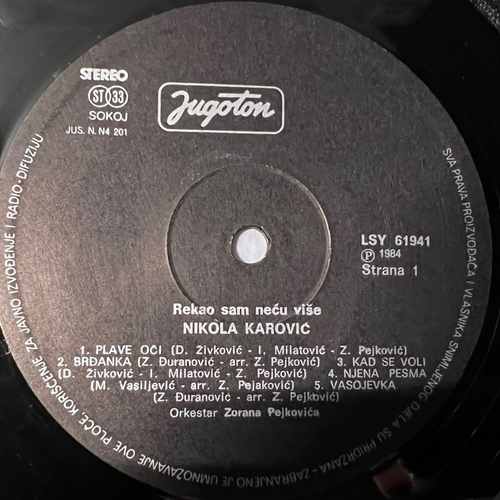 STEREO
ST 33
SOKOJ
JUS. N. N4 201
Jugoton
LSY 61941
Ⓟ 1984
Strana 1
Rekao sam neću više
NIKOLA KAROVIĆ
1. PLAVE OČI (D. Živković - I. Milatović - Z. Pejković)
2. BRĐANKA (Ž. Đuranović - arr. Z. Pejković) 3. KAD SE VOLI
(D. Živković - I. Milatović - Z. Pejković) 4. NJENA PESMA
(M. Vasiljević - arr. Z. Pejaković) 5. VASOJEVKA
(Ž. Đuranović - arr. Z. Pejković)
Orkestar Zorana Pejkovića
SVA PRAVA PROIZVOĐAČA I VLASNIKA SNIMLJENOG DJELA SU PRIDRŽANA - ZABRANJENO JE UMNOŽAVANJE OVE PLOČE, KORIŠĆENJE ZA JAVNO IZVOĐENJE I RADIO-DIFUZIJU